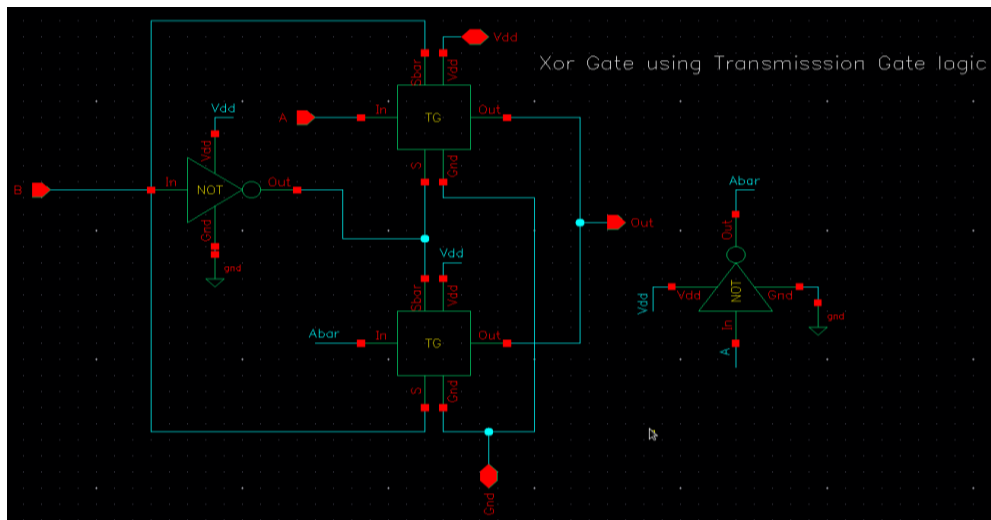 Vdd
Sbar
Vdd
Xor Gate using Transmisssion Gate logic
Vdd
A
In
TG
Out
Vdd
S
Gnd
B
In
NOT
Out
Abar
Gnd
gnd
Out
Out
Vdd
Sbar
Vdd
Vdd
Vdd
NOT
Gnd
gnd
Abar
In
TG
Out
In
A
S
Gnd
Gnd